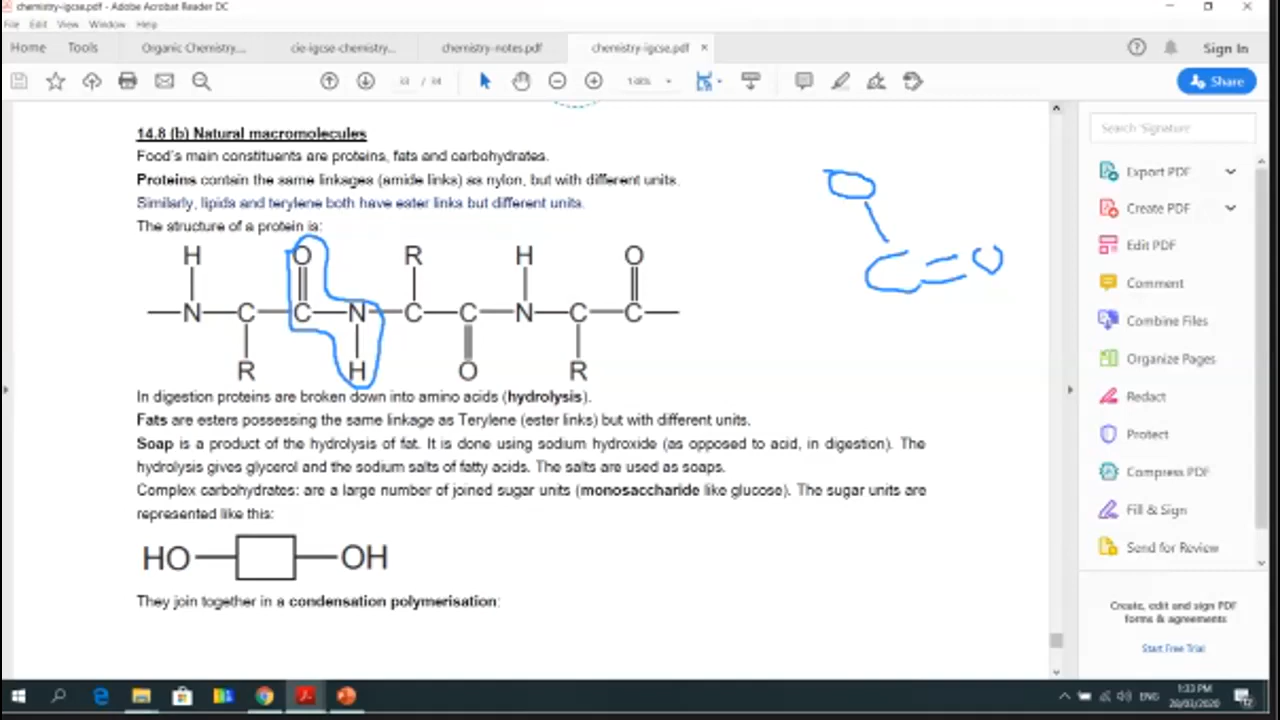 chemistry-igcse.pdf - Adobe Acrobat Reader DC
File Edit View Window Help
Home Tools Organic Chemistry.... cie-igcse-chemistry... chemistry-notes.pdf chemistry-igcse.pdf × Sign In
33 / 34
Share
14.8 (b) Natural macromolecules
Food's main constituents are proteins, fats and carbohydrates.
Proteins contain the same linkages (amide links) as nylon, but with different units.
Similarly, lipids and terylene both have ester links but different units.
The structure of a protein is:
H O R H O
N C C N C C N C C
R H O R
O
C = O
In digestion proteins are broken down into amino acids (hydrolysis).
Fats are esters possessing the same linkage as Terylene (ester links) but with different units.
Soap is a product of the hydrolysis of fat. It is done using sodium hydroxide (as opposed to acid, in digestion). The
hydrolysis gives glycerol and the sodium salts of fatty acids. The salts are used as soaps.
Complex carbohydrates: are a large number of joined sugar units (monosaccharide like glucose). The sugar units are
represented like this:
HO OH
They join together in a condensation polymerisation:
Search 'Signature'
Export PDF
Create PDF
Edit PDF
Comment
Combine Files
Organize Pages
Redact
Protect
Compress PDF
Fill & Sign
Send for Review
Create, edit and sign PDF
forms & agreements
Start Free Trial
ENG
1:33 PM
28/03/2020